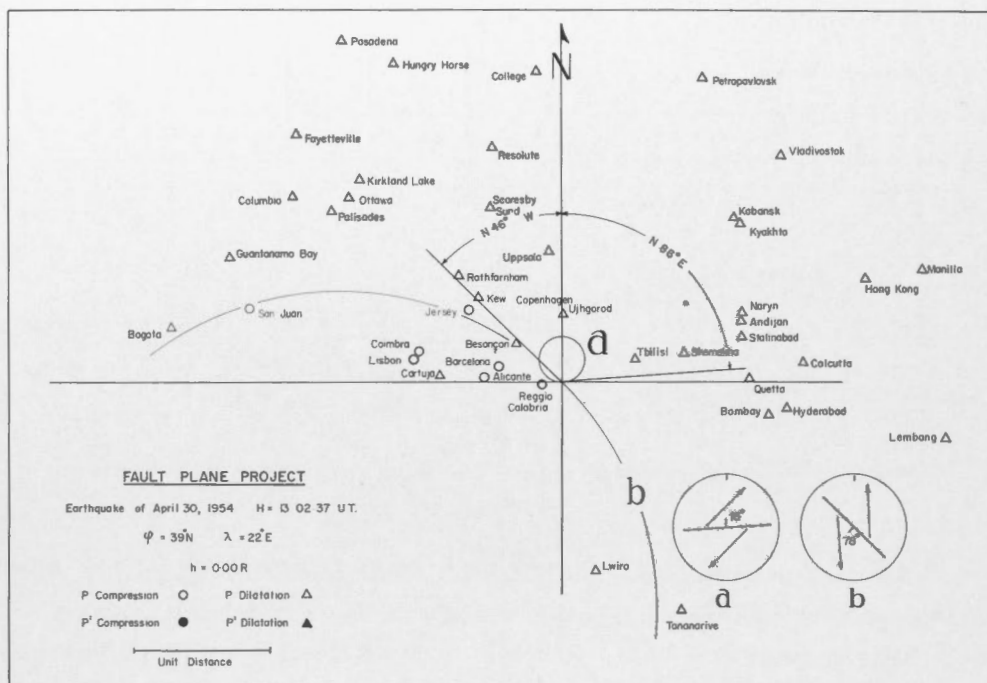 Pasadena
Hungry Horse
College
N
Petropavlovsk
Fayetteville
Resolute
Vladivostok
Kirkland Lake
Columbia
Ottawa
Palisades
Scoresby
Sund
N 46° W
N 86° E
Kabansk
Kyakhta
Uppsala
Guantanamo Bay
Rathfarnham
Manilla
Hong Kong
Kew
Copenhagen
Ujhgorod
San Juan
Jersey
Naryn
Andijan
Stalinabad
Bogota
Besançon
a
Coimbra
Lisbon
Barcelona
Tbilisi
Shemakha
Calcutta
Cartuja
Alicante
Quetta
Reggio
Calabria
Bombay
Hyderabad
Lembang
FAULT PLANE PROJECT
Earthquake of April 30, 1954 H = 13 02 37 U T.
φ = 39°N λ = 22°E
h = 0·00 R
P Compression P Dilatation
P' Compression P' Dilatation
Unit Distance
b
78°
a
b
Lwiro
Tananarive